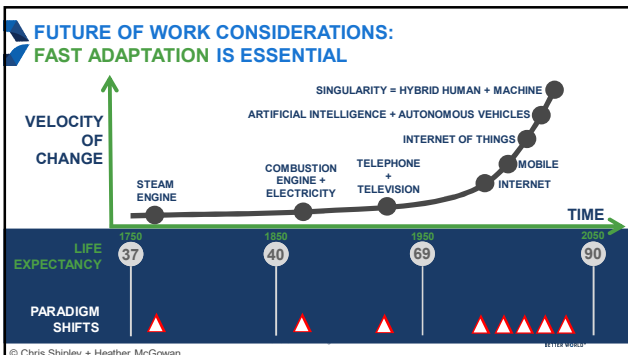 FUTURE OF WORK CONSIDERATIONS:
FAST ADAPTATION IS ESSENTIAL
SINGULARITY = HYBRID HUMAN + MACHINE
ARTIFICIAL INTELLIGENCE + AUTONOMOUS VEHICLES
VELOCITY
OF
CHANGE
INTERNET OF THINGS
MOBILE
INTERNET
TELEPHONE
+
TELEVISION
COMBUSTION
ENGINE +
ELECTRICITY
STEAM
ENGINE
TIME
1750
1850
1950
2050
LIFE
EXPECTANCY
37
40
69
90
PARADIGM
SHIFTS
BETTER WORLD
© Chris Shipley + Heather McGowan